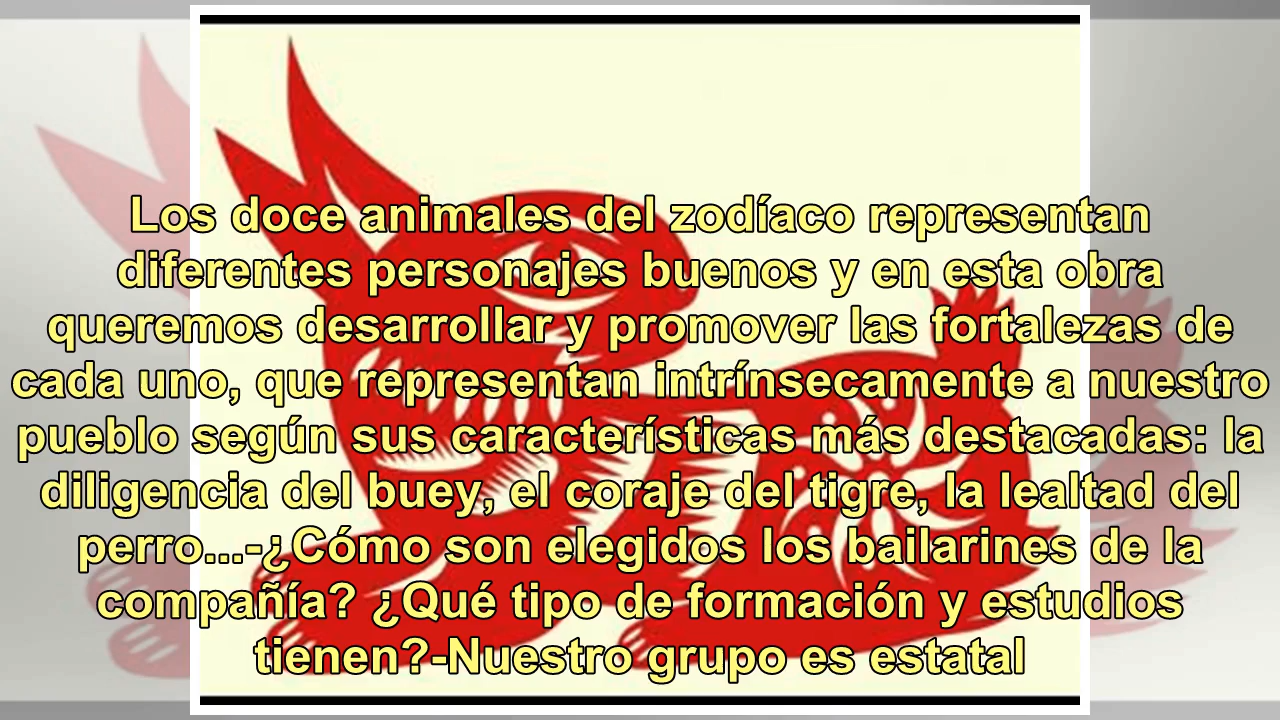 Los doce animales del zodíaco representan
diferentes personajes buenos y en esta obra
queremos desarrollar y promover las fortalezas de
cada uno, que representan intrínsecamente a nuestro
pueblo según sus características más destacadas: la
diligencia del buey, el coraje del tigre, la lealtad del
perro...-¿Cómo son elegidos los bailarines de la
compañía? ¿Qué tipo de formación y estudios
tienen?-Nuestro grupo es estatal